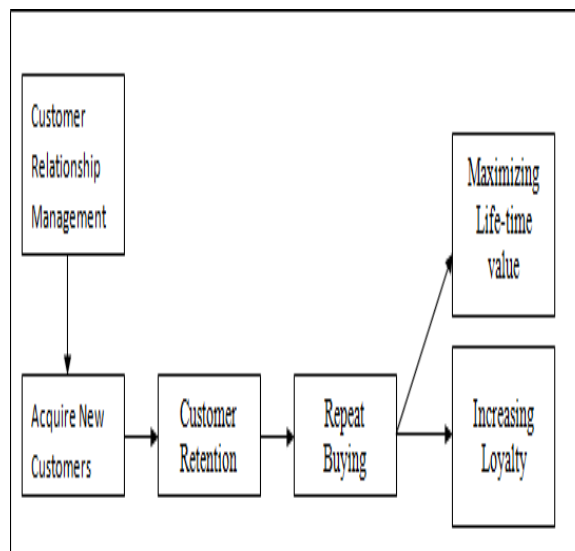 Customer
Relationship
Management
Maximizing
Life-time
value
Acquire New
Customers
Customer
Retention
Repeat
Buying
Increasing
Loyalty